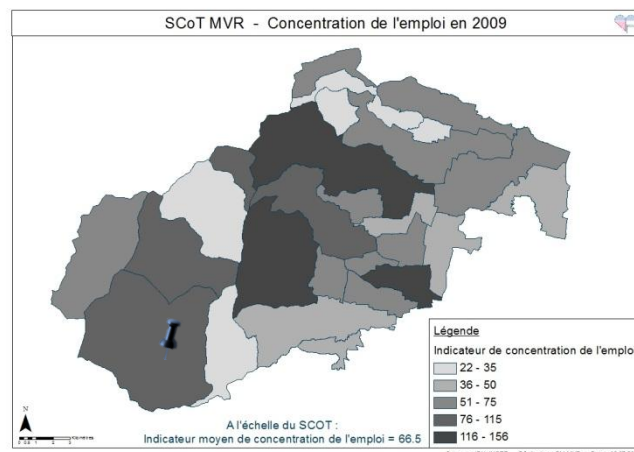 SCoT MVR - Concentration de l'emploi en 2009
Légende
Indicateur de concentration de l'emploi
22 - 35
36 - 50
51 - 75
76 - 115
116 - 156
N
A l'échelle du SCOT :
Indicateur moyen de concentration de l'emploi = 66.5